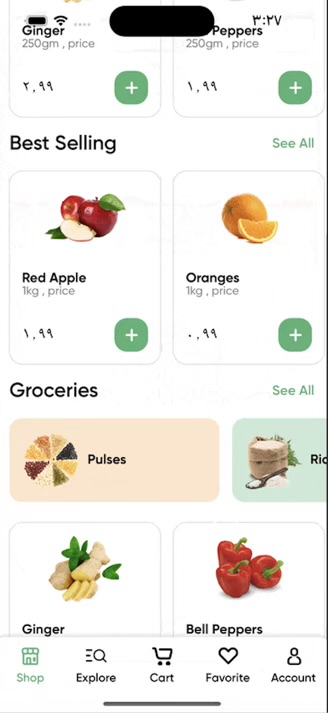 ٣:٢٧
Ginger
Peppers
250gm , price
250gm , price
٢,٩٩
١,٩٩
Best Selling
See All
Red Apple
Oranges
1kg , price
1kg , price
١,٩٩
٠,٩٩
Groceries
See All
Pulses
Ric
Ginger
Bell Peppers
Shop
Explore
Cart
Favorite
Account